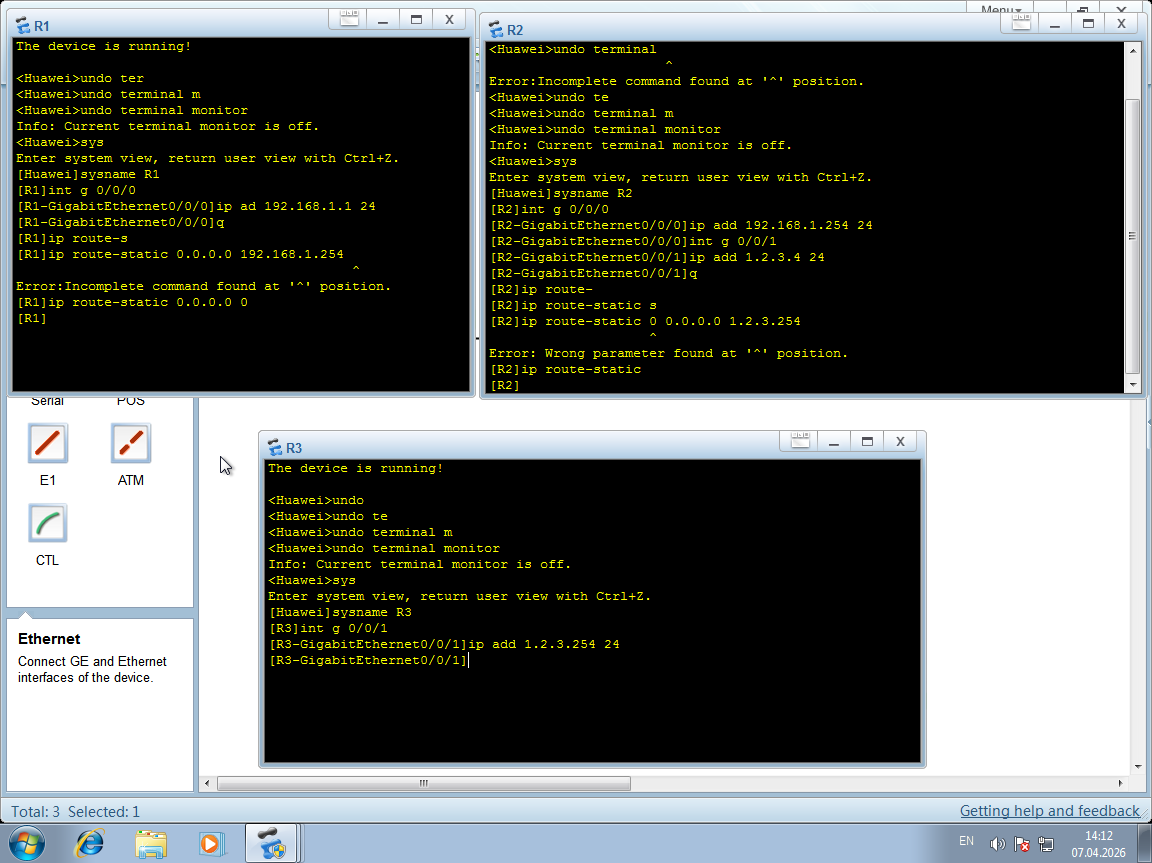 Menu
R1
The device is running!
<Huawei>undo ter
<Huawei>undo terminal m
<Huawei>undo terminal monitor
Info: Current terminal monitor is off.
<Huawei>sys
Enter system view, return user view with Ctrl+Z.
[Huawei]sysname R1
[R1]int g 0/0/0
[R1-GigabitEthernet0/0/0]ip ad 192.168.1.1 24
[R1-GigabitEthernet0/0/0]q
[R1]ip route-s
[R1]ip route-static 0.0.0.0 192.168.1.254
^
Error:Incomplete command found at '^' position.
[R1]ip route-static 0.0.0.0 0
[R1]
R2
<Huawei>undo terminal
^
Error:Incomplete command found at '^' position.
<Huawei>undo te
<Huawei>undo terminal m
<Huawei>undo terminal monitor
Info: Current terminal monitor is off.
<Huawei>sys
Enter system view, return user view with Ctrl+Z.
[Huawei]sysname R2
[R2]int g 0/0/0
[R2-GigabitEthernet0/0/0]ip add 192.168.1.254 24
[R2-GigabitEthernet0/0/0]int g 0/0/1
[R2-GigabitEthernet0/0/1]ip add 1.2.3.4 24
[R2-GigabitEthernet0/0/1]q
[R2]ip route-
[R2]ip route-static s
[R2]ip route-static 0 0.0.0.0 1.2.3.254
^
Error: Wrong parameter found at '^' position.
[R2]ip route-static
[R2]
Serial
POS
E1
ATM
CTL
R3
The device is running!
<Huawei>undo
<Huawei>undo te
<Huawei>undo terminal m
<Huawei>undo terminal monitor
Info: Current terminal monitor is off.
<Huawei>sys
Enter system view, return user view with Ctrl+Z.
[Huawei]sysname R3
[R3]int g 0/0/1
[R3-GigabitEthernet0/0/1]ip add 1.2.3.254 24
[R3-GigabitEthernet0/0/1]
Ethernet
Connect GE and Ethernet
interfaces of the device.
Total: 3 Selected: 1
Getting help and feedback
EN
14:12
07.04.2026